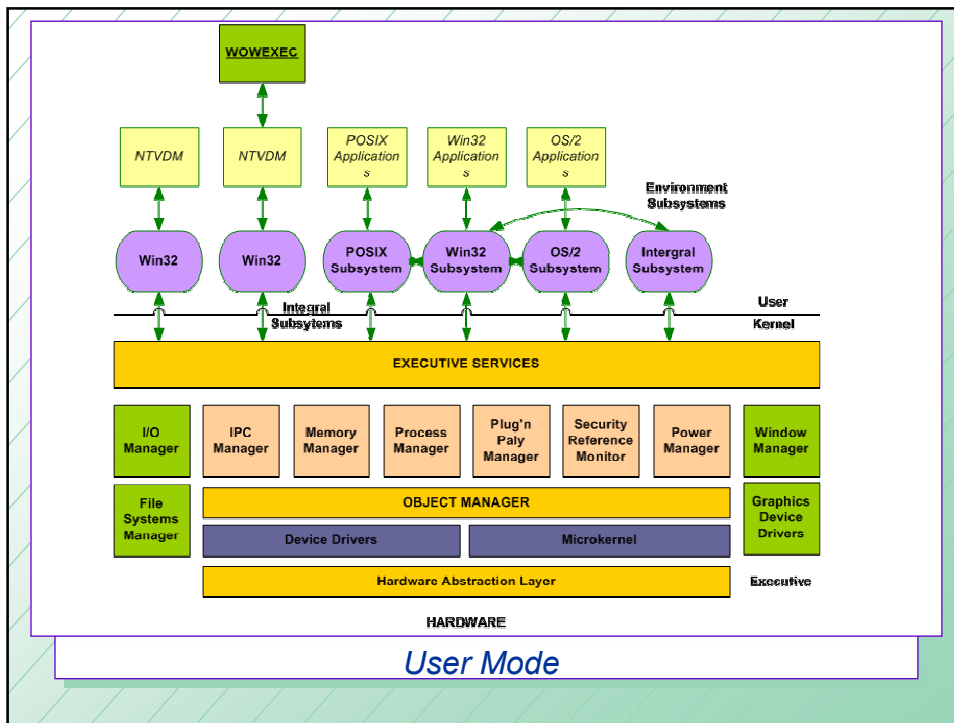 WOWEXEC
NTVDM
NTVDM
POSIX
Application
s
Win32
Application
s
OS/2
Application
s
Environment
Subsystems
Win32
Win32
POSIX
Subsystem
Win32
Subsystem
OS/2
Subsystem
Intergral
Subsystem
Integral
Subsytems
User
Kernel
EXECUTIVE SERVICES
I/O
Manager
IPC
Manager
Memory
Manager
Process
Manager
Plug'n
Paly
Manager
Security
Reference
Monitor
Power
Manager
Window
Manager
File
Systems
Manager
OBJECT MANAGER
Graphics
Device
Drivers
Device Drivers
Microkernel
Hardware Abstraction Layer
Executive
HARDWARE
User Mode